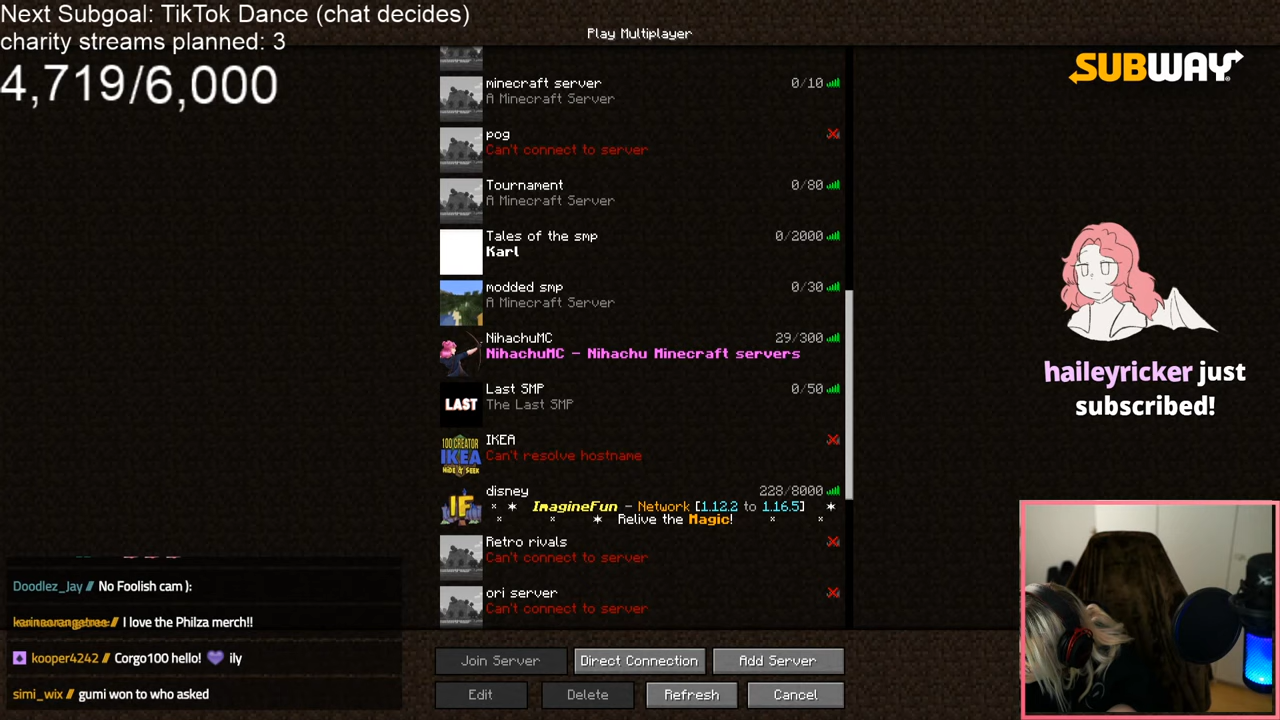 Next Subgoal: TikTok Dance (chat decides)
charity streams planned: 3
4,719/6,000
Play Multiplayer
SUBWAY
minecraft server 0/10
A Minecraft Server
pog
Can't connect to server
Tournament 0/80
A Minecraft Server
Tales of the smp 0/2000
Karl
modded smp 0/30
A Minecraft Server
NihachuMC 29/300
NihachuMC - Nihachu Minecraft servers
Last SMP 0/50
LAST The Last SMP
IKEA
100 CREATOR
IKEA
HIDE & SEEK
Can't resolve hostname
disney 228/8000
IF
ImagineFun - Network [1.12.2 to 1.16.5]
Relive the Magic!
Retro rivals
Can't connect to server
ori server
Can't connect to server
haileyricker just
subscribed!
Doodlez_Jay // No Foolish cam ):
karinaorangetree // I love the Philza merch!!
kooper4242 // Corgo100 hello! 💜 ily
simi_wix // gumi won to who asked
Join Server Direct Connection Add Server
Edit Delete Refresh Cancel